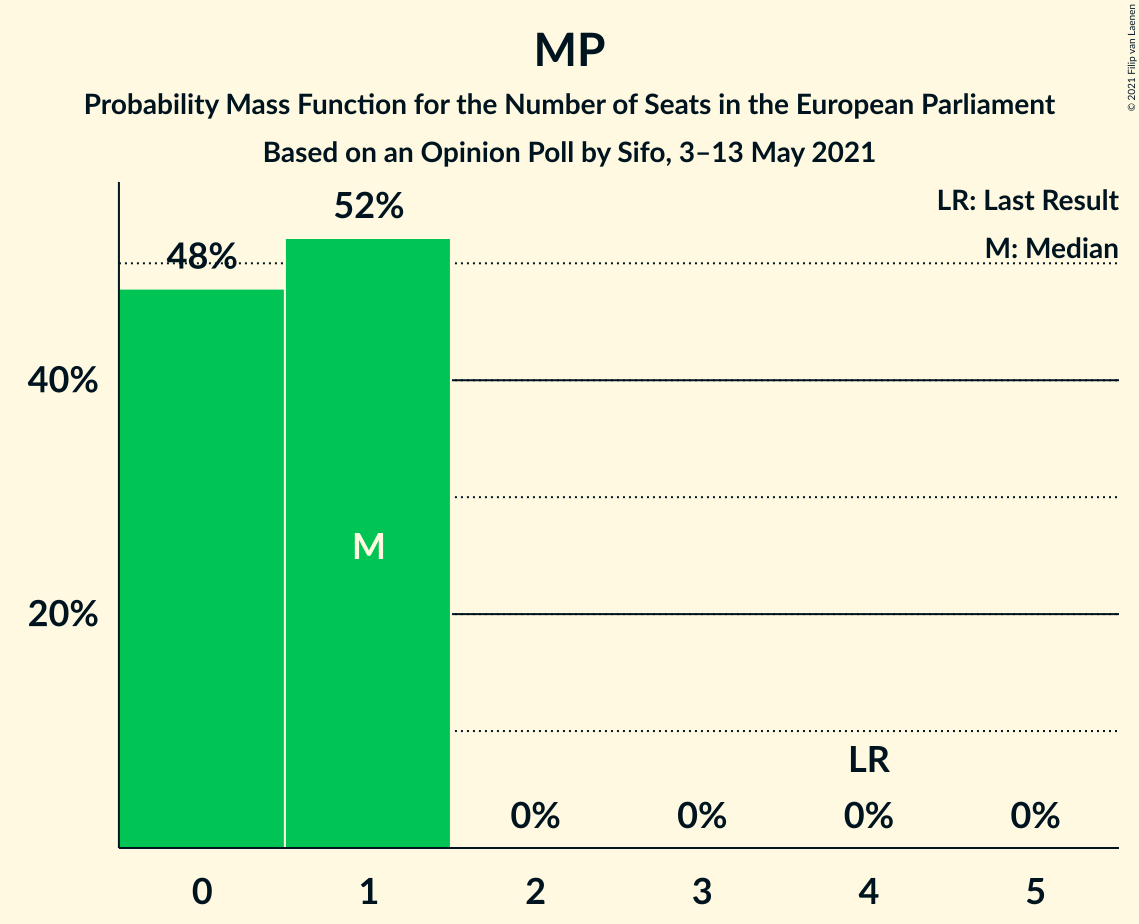 MP
Probability Mass Function for the Number of Seats in the European Parliament
Based on an Opinion Poll by Sifo, 3–13 May 2021
© 2021 Filip van Laenen
LR: Last Result
M: Median
52%
48%
40%
M
20%
LR
0% 0% 0% 0%
0 1 2 3 4 5